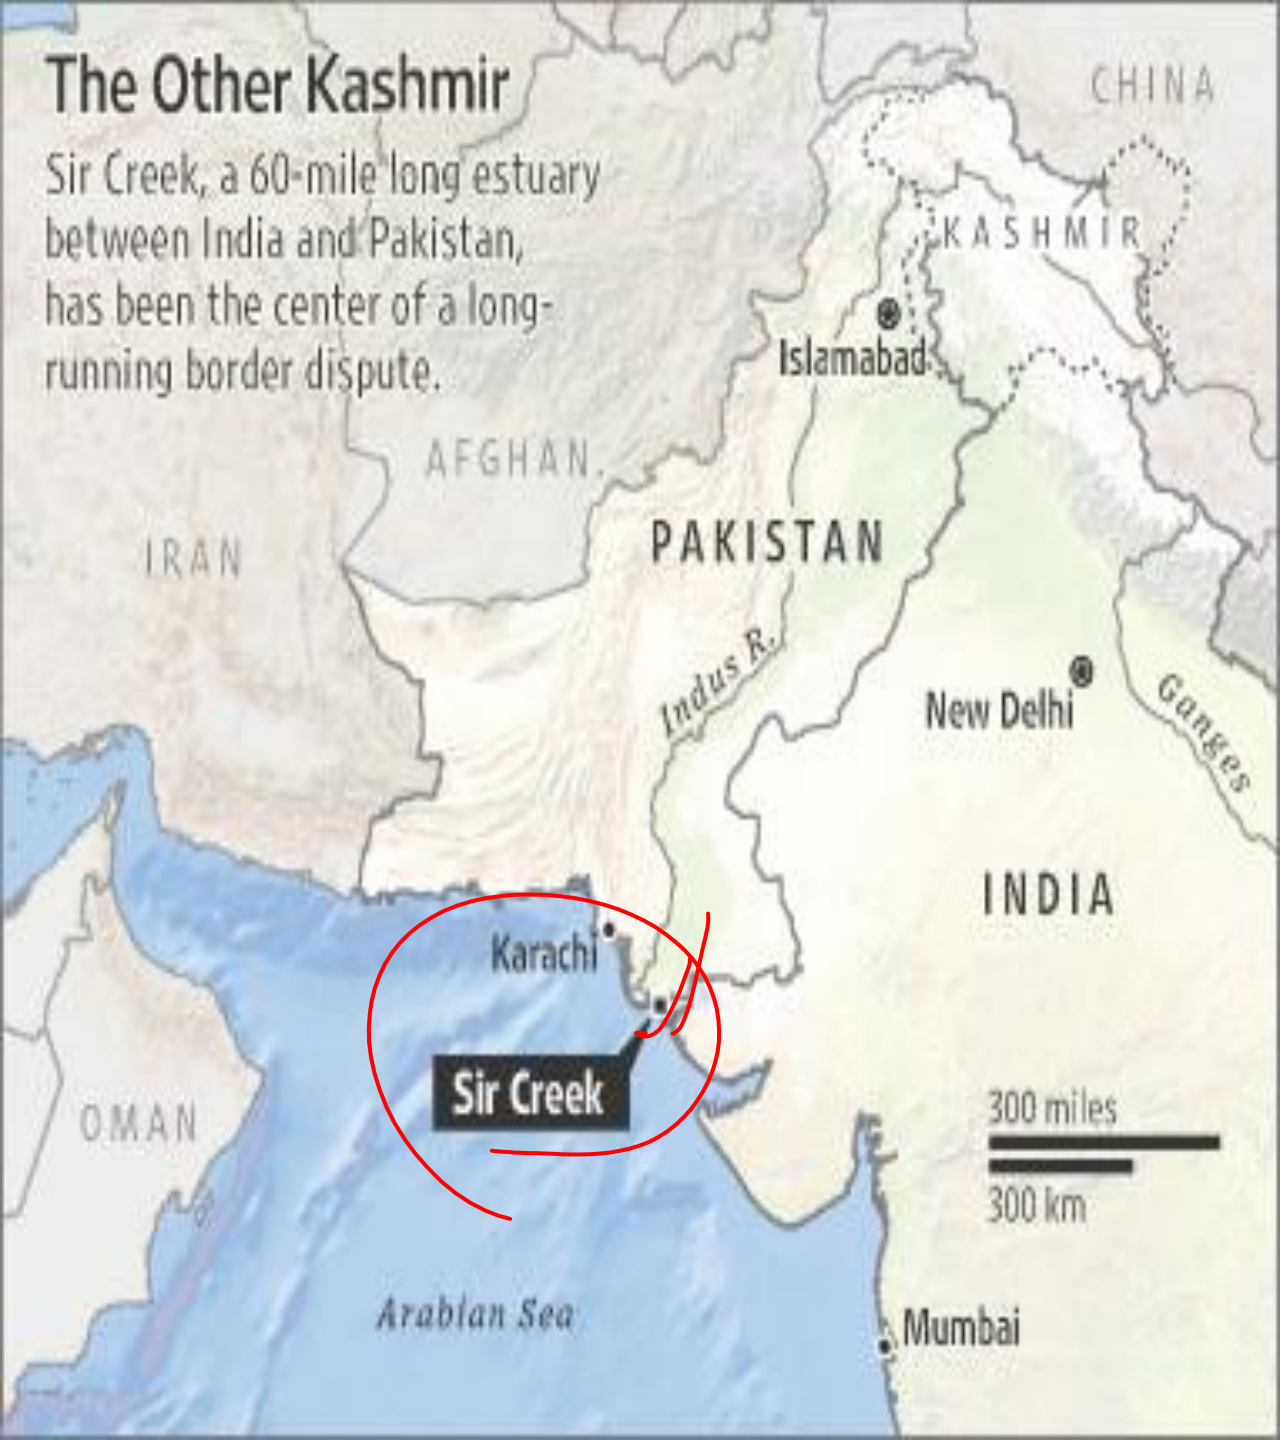 The Other Kashmir
Sir Creek, a 60-mile long estuary
between India and Pakistan,
has been the center of a long-
running border dispute.
CHINA
KASHMIR
Islamabad
AFGHAN.
IRAN
PAKISTAN
Indus R.
New Delhi
Ganges
INDIA
Karachi
Sir Creek
OMAN
300 miles
300 km
Arabian Sea
Mumbai